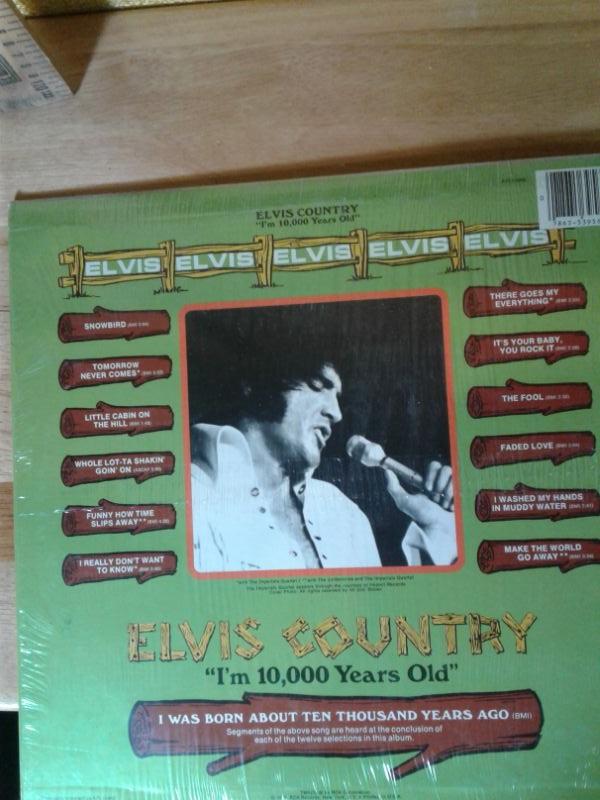 ELVIS COUNTRY
"I'm 10,000 Years Old"
ELVIS ELVIS ELVIS ELVIS ELVIS
SNOWBIRD
TOMORROW
NEVER COMES*
LITTLE CABIN ON
THE HILL
WHOLE LOT-TA SHAKIN'
GOIN' ON
FUNNY HOW TIME
SLIPS AWAY**
I REALLY DON'T WANT
TO KNOW*
THERE GOES MY
EVERYTHING*
IT'S YOUR BABY,
YOU ROCK IT
THE FOOL
FADED LOVE
I WASHED MY HANDS
IN MUDDY WATER
MAKE THE WORLD
GO AWAY**
ELVIS COUNTRY
"I'm 10,000 Years Old"
I WAS BORN ABOUT TEN THOUSAND YEARS AGO (BMI)
Segments of the above song are heard at the conclusion of
each of the twelve selections in this album.